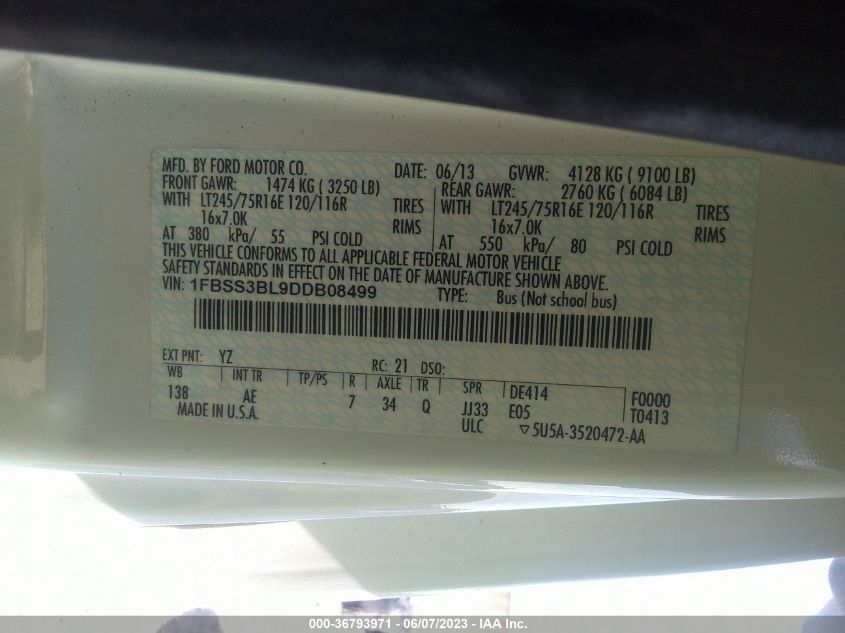 MFD. BY FORD MOTOR CO. DATE: 06/13 GVWR: 4128 KG ( 9100 LB)
FRONT GAWR: 1474 KG ( 3250 LB) REAR GAWR: 2760 KG ( 6084 LB)
WITH LT245/75R16E 120/116R TIRES WITH LT245/75R16E 120/116R TIRES
16x7.0K RIMS 16x7.0K RIMS
AT 380 kPa/ 55 PSI COLD AT 550 kPa/ 80 PSI COLD
THIS VEHICLE CONFORMS TO ALL APPLICABLE FEDERAL MOTOR VEHICLE
SAFETY STANDARDS IN EFFECT ON THE DATE OF MANUFACTURE SHOWN ABOVE.
VIN: 1FBSS3BL9DDB08499 TYPE: Bus (Not school bus)
EXT PNT: YZ RC: 21 DSO:
WB INT TR TP/PS R AXLE TR SPR DE414 F0000
138 AE 7 34 Q JJ33 E05 T0413
MADE IN U.S.A. ULC ▽5U5A-3520472-AA
000-36793971 - 06/07/2023 - IAA Inc.